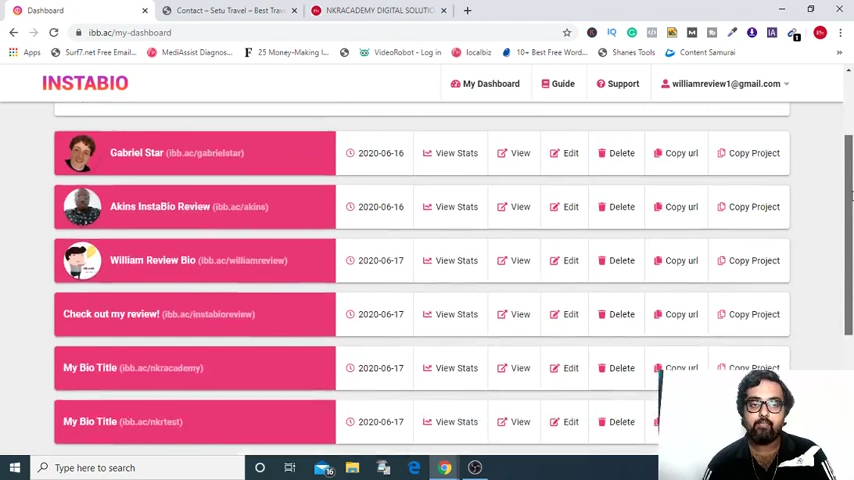 Dashboard
Contact – Setu Travel – Best Trav
NKRACADEMY DIGITAL SOLUTIO
ibb.ac/my-dashboard
Apps
Surf7.net Free Email...
MediAssist Diagnos...
25 Money-Making I...
VideoRobot - Log in
localbiz
10+ Best Free Word...
Shanes Tools
Content Samurai
INSTABIO
My Dashboard
Guide
Support
williamreview1@gmail.com
Gabriel Star (ibb.ac/gabrielstar) 2020-06-16 View Stats View Edit Delete Copy url Copy Project
Akins InstaBio Review (ibb.ac/akins) 2020-06-16 View Stats View Edit Delete Copy url Copy Project
William Review Bio (ibb.ac/williamreview) 2020-06-17 View Stats View Edit Delete Copy url Copy Project
Check out my review! (ibb.ac/instabioreview) 2020-06-17 View Stats View Edit Delete Copy url Copy Project
My Bio Title (ibb.ac/nkracademy) 2020-06-17 View Stats View Edit Delete Copy url Copy Project
My Bio Title (ibb.ac/nkrtest) 2020-06-17 View Stats View Edit Delete
Type here to search
16